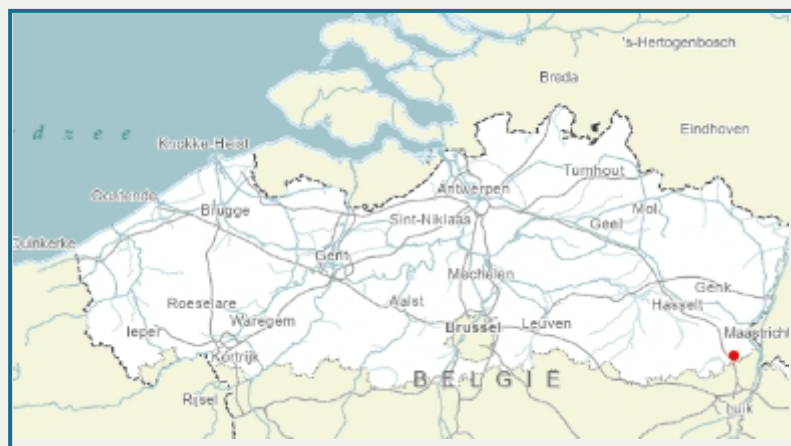 's-Hertogenbosch
Breda
d z e e
Eindhoven
Knokke-Heist
Turnhout
Antwerpen
Oostende
Mol
Brugge
Sint-Niklaas
Geel
Duinkerke
Gent
Mechelen
Genk
Roeselare
Aalst
Hasselt
Ieper
Waregem
Brussel
Leuven
Maastricht
Kortrijk
BELGIË
Rijsel
Luik